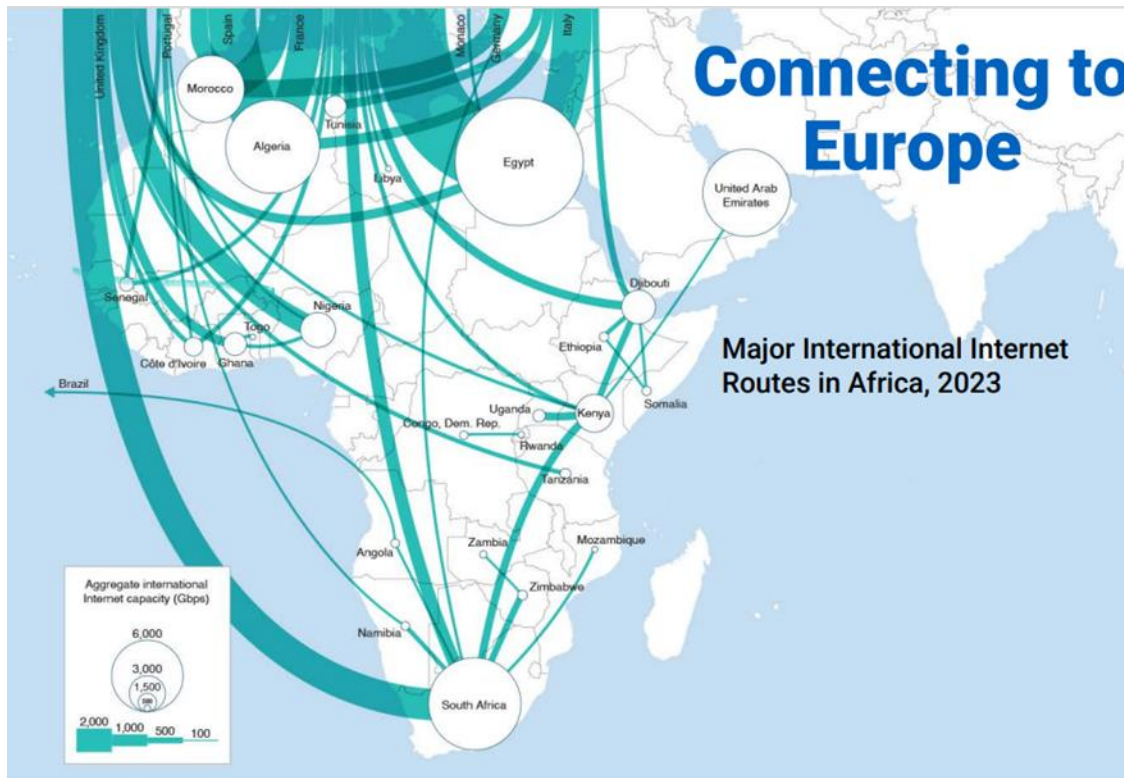 United Kingdom
Portugal
Spain
France
Monaco
Germany
Italy
Connecting to
Europe
Morocco
Algeria
Tunisia
Libya
Egypt
United Arab
Emirates
Senegal
Côte d'Ivoire
Ghana
Togo
Nigeria
Djibouti
Ethiopia
Somalia
Major International Internet
Routes in Africa, 2023
Brazil
Uganda
Kenya
Congo, Dem. Rep.
Rwanda
Tanzania
Angola
Zambia
Mozambique
Zimbabwe
Namibia
South Africa
Aggregate international
Internet capacity (Gbps)
6,000
3,000
1,500
2,000 1,000 500 100